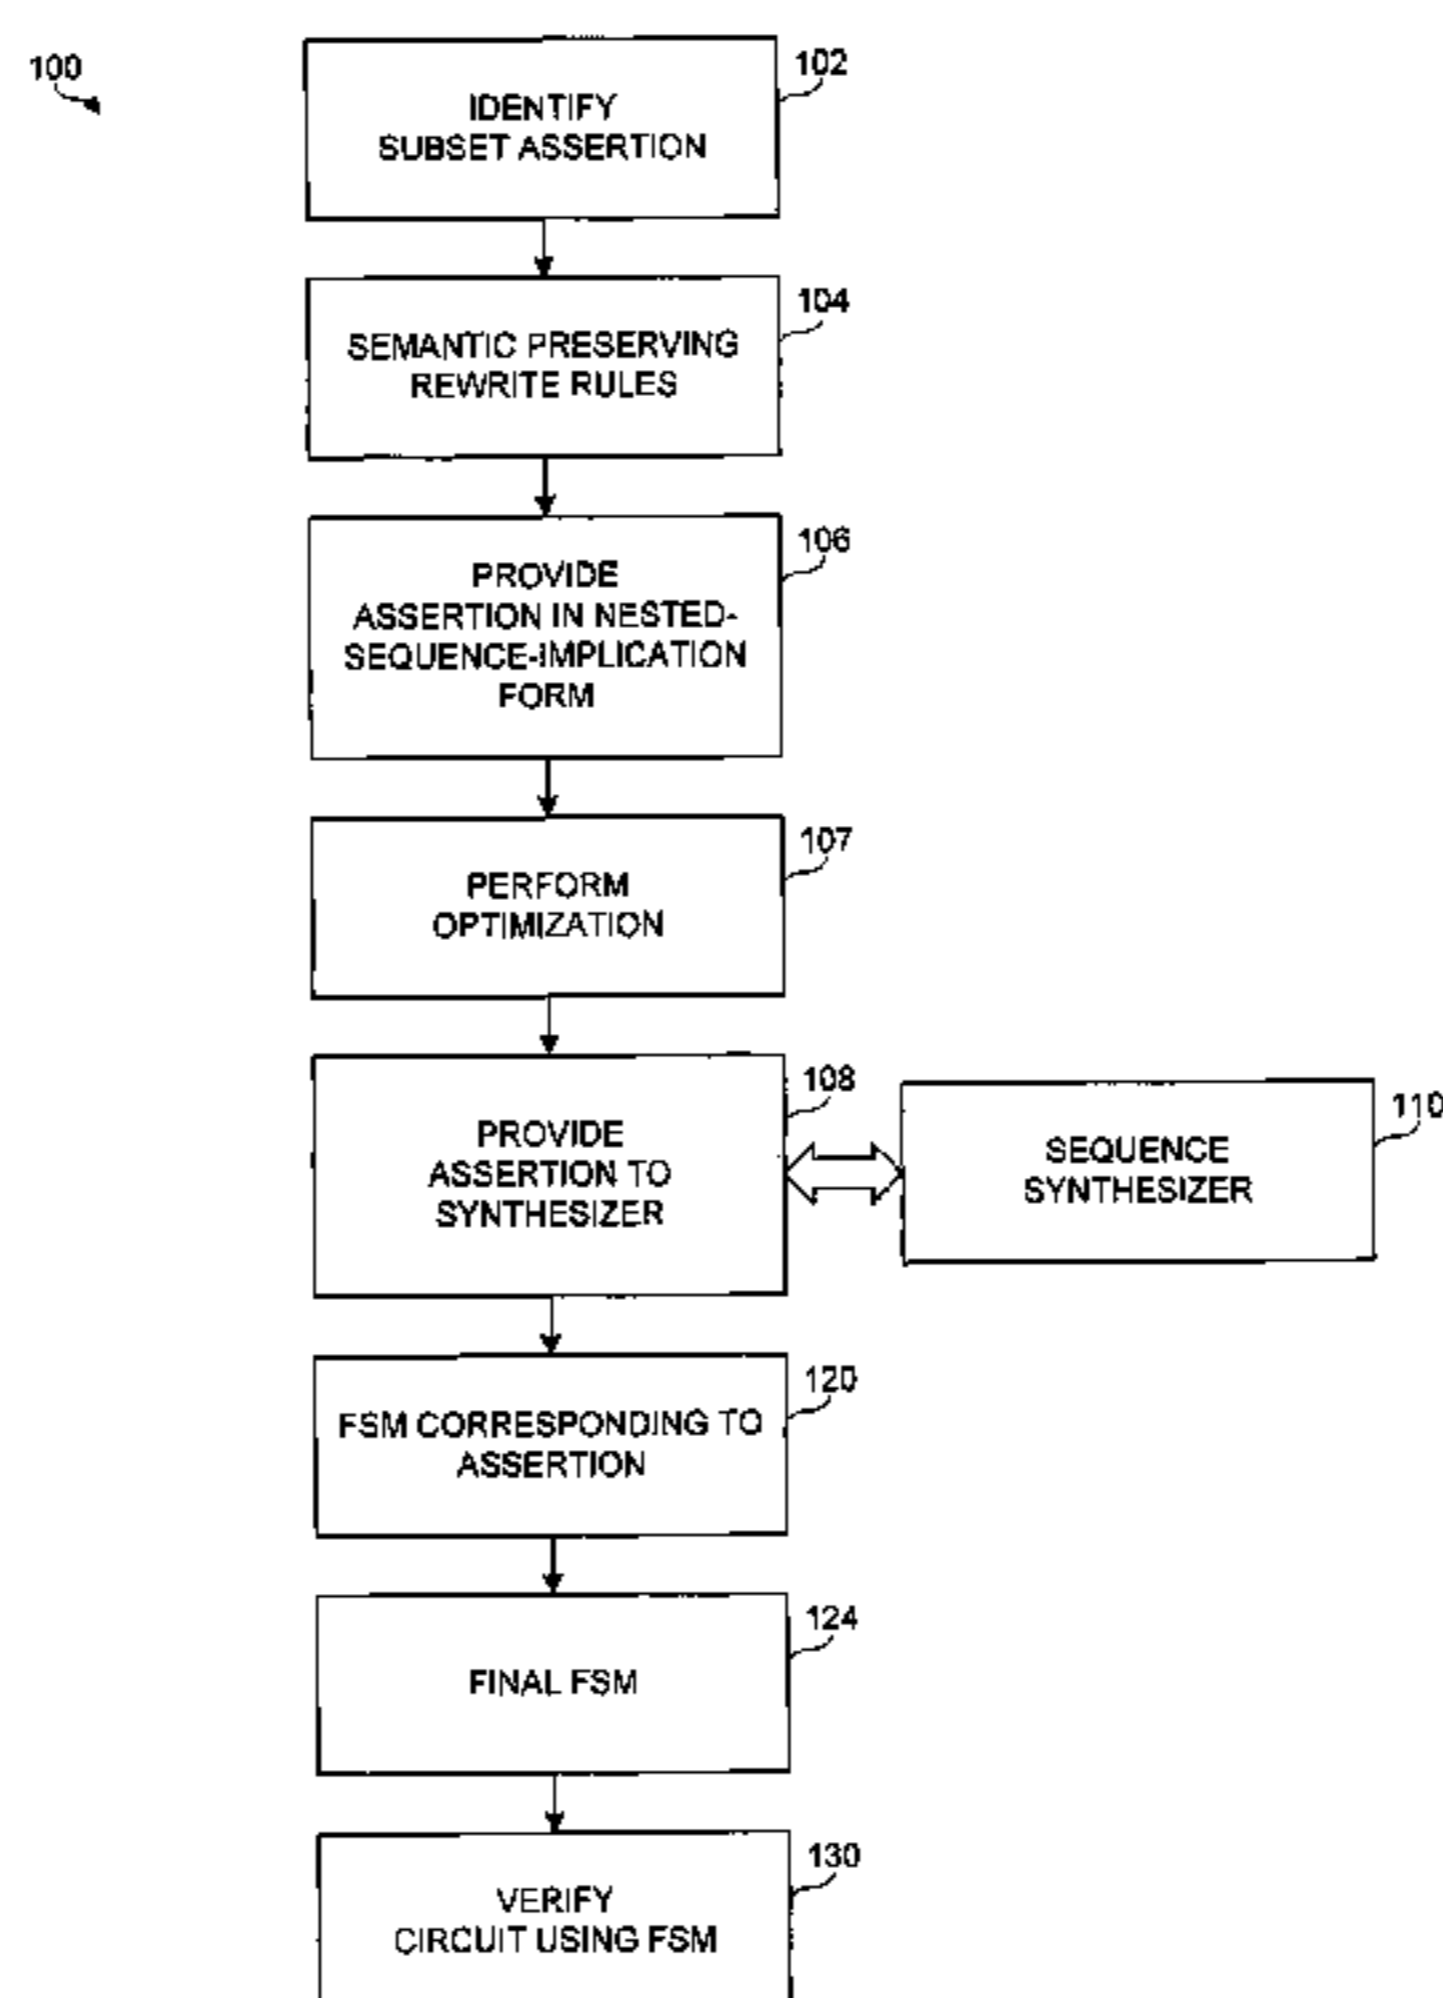 100
102
IDENTIFY
SUBSET ASSERTION
104
SEMANTIC PRESERVING
REWRITE RULES
106
PROVIDE
ASSERTION IN NESTED-
SEQUENCE-IMPLICATION
FORM
107
PERFORM
OPTIMIZATION
108
PROVIDE
ASSERTION TO
SYNTHESIZER
110
SEQUENCE
SYNTHESIZER
120
FSM CORRESPONDING TO
ASSERTION
124
FINAL FSM
130
VERIFY
CIRCUIT USING FSM